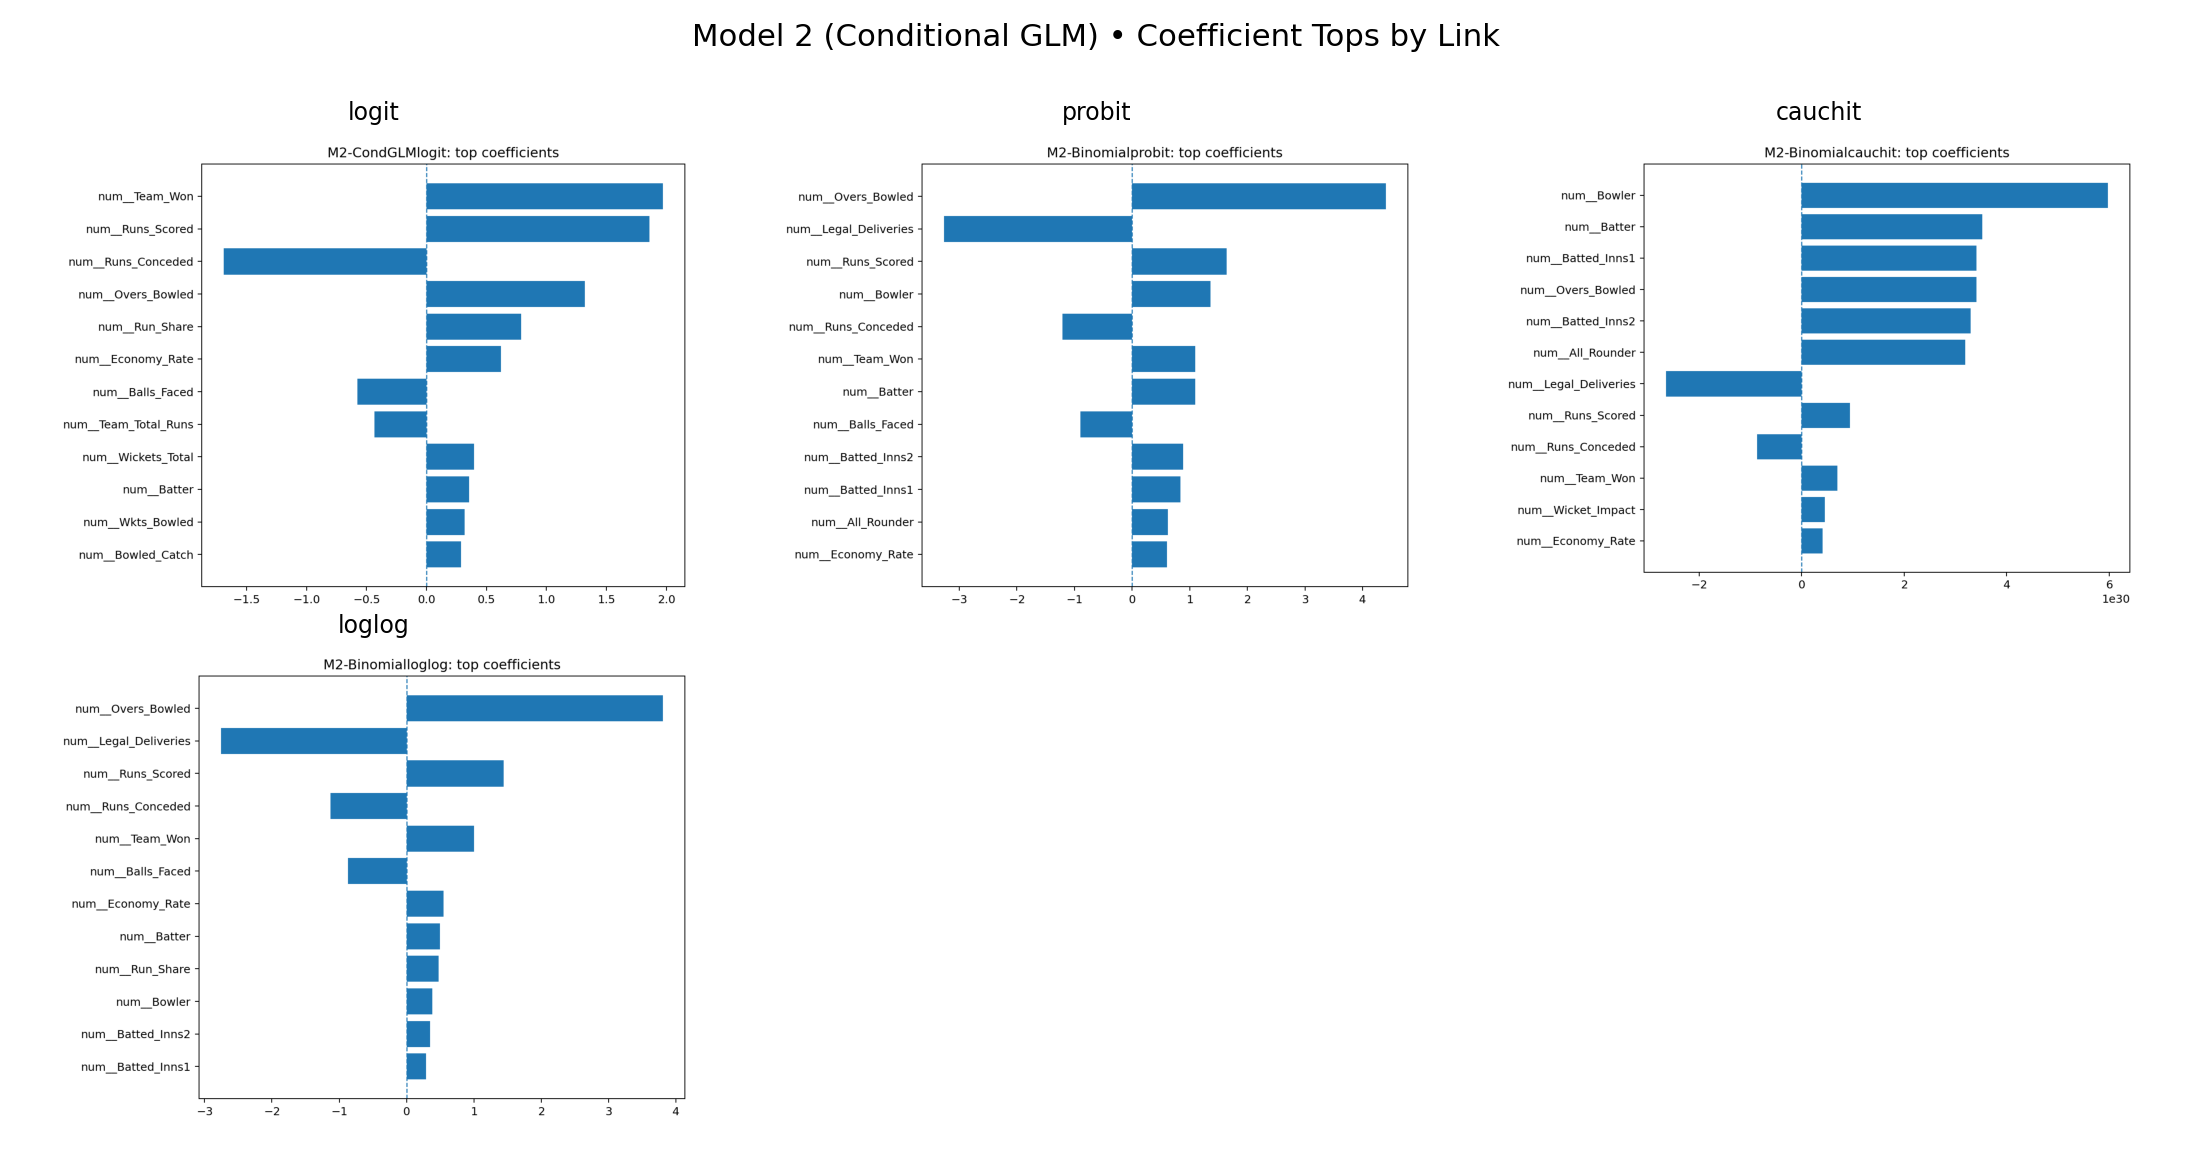 Model 2 (Conditional GLM) • Coefficient Tops by Link
logit
M2-CondGLMlogit: top coefficients
num__Team_Won
num__Runs_Scored
num__Runs_Conceded
num__Overs_Bowled
num__Run_Share
num__Economy_Rate
num__Balls_Faced
num__Team_Total_Runs
num__Wickets_Total
num__Batter
num__Wkts_Bowled
num__Bowled_Catch
−1.5 −1.0 −0.5 0.0 0.5 1.0 1.5 2.0
probit
M2-Binomialprobit: top coefficients
num__Overs_Bowled
num__Legal_Deliveries
num__Runs_Scored
num__Bowler
num__Runs_Conceded
num__Team_Won
num__Batter
num__Balls_Faced
num__Batted_Inns2
num__Batted_Inns1
num__All_Rounder
num__Economy_Rate
−3 −2 −1 0 1 2 3 4
cauchit
M2-Binomialcauchit: top coefficients
num__Bowler
num__Batter
num__Batted_Inns1
num__Overs_Bowled
num__Batted_Inns2
num__All_Rounder
num__Legal_Deliveries
num__Runs_Scored
num__Runs_Conceded
num__Team_Won
num__Wicket_Impact
num__Economy_Rate
−2 0 2 4 6
1e30
loglog
M2-Binomialloglog: top coefficients
num__Overs_Bowled
num__Legal_Deliveries
num__Runs_Scored
num__Runs_Conceded
num__Team_Won
num__Balls_Faced
num__Economy_Rate
num__Batter
num__Run_Share
num__Bowler
num__Batted_Inns2
num__Batted_Inns1
−3 −2 −1 0 1 2 3 4